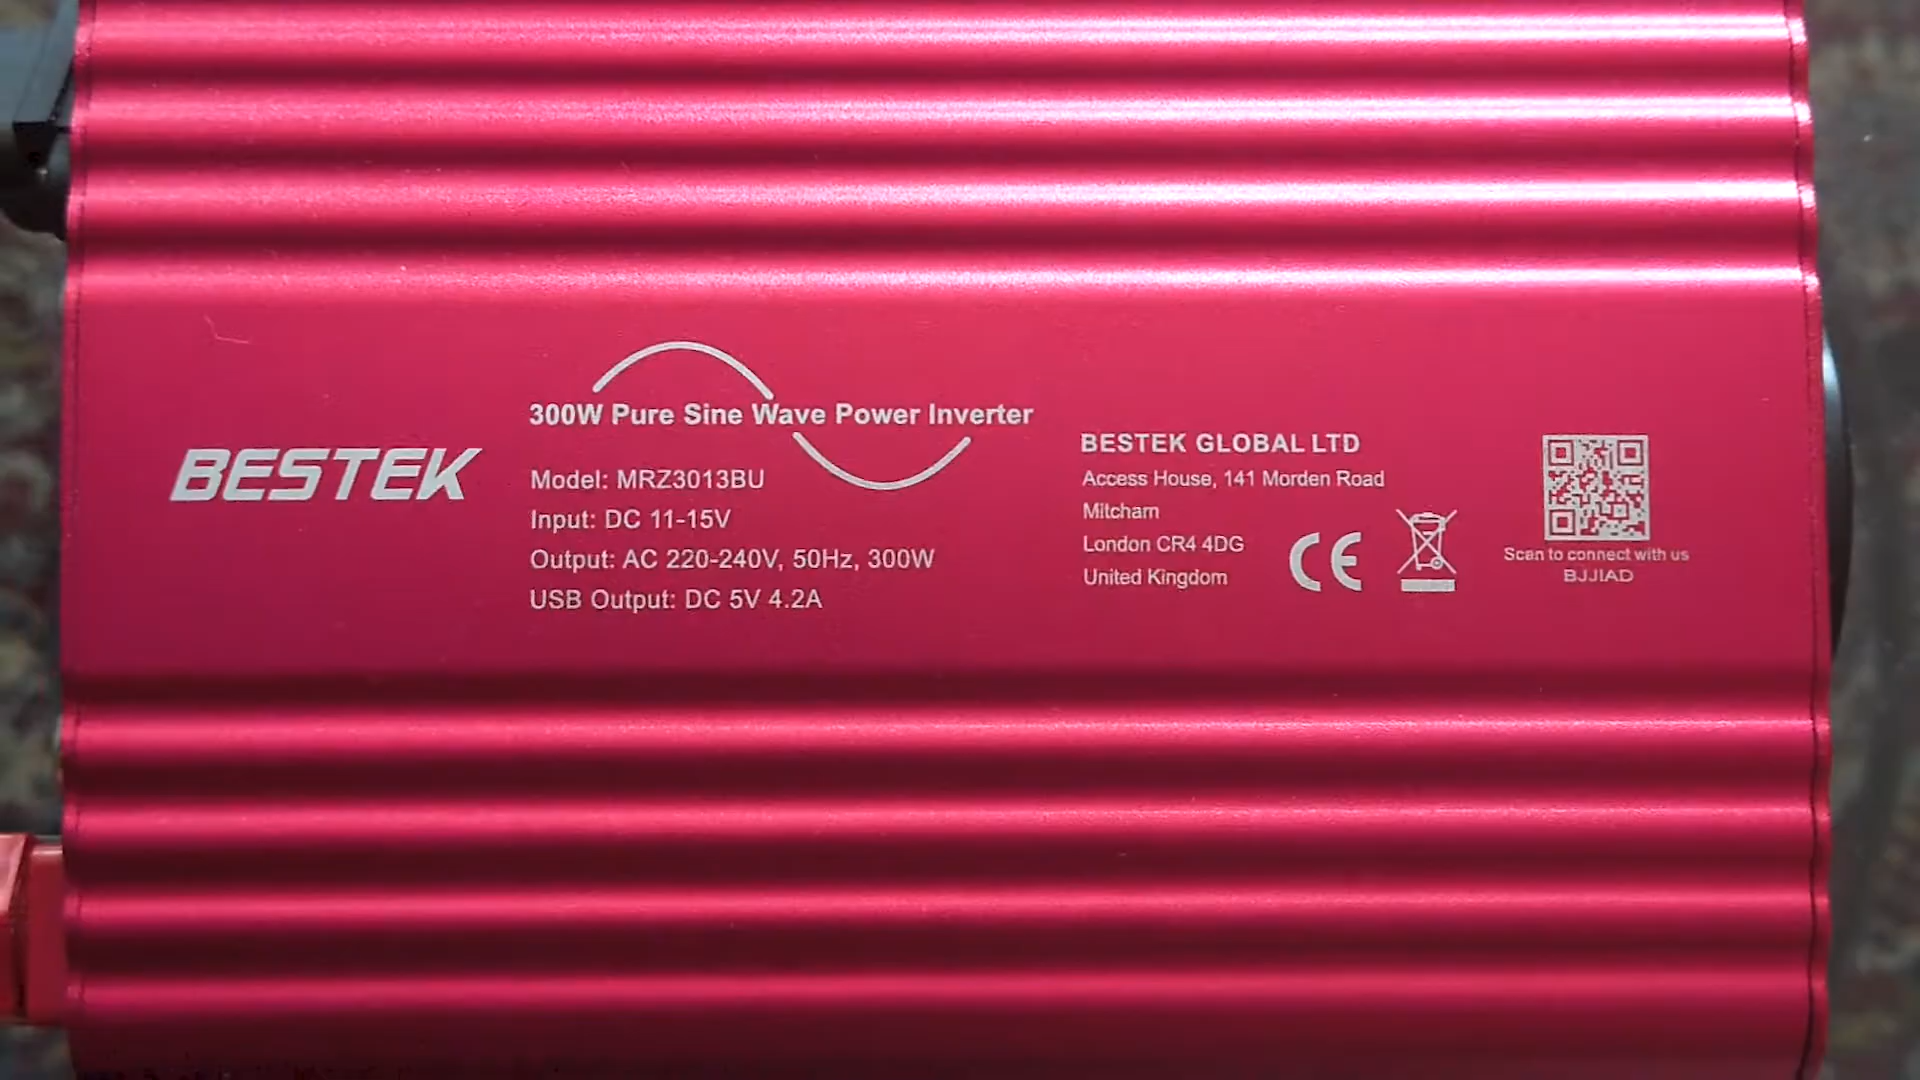 BESTEK
300W Pure Sine Wave Power Inverter
Model: MRZ3013BU
Input: DC 11-15V
Output: AC 220-240V, 50Hz, 300W
USB Output: DC 5V 4.2A
BESTEK GLOBAL LTD
Access House, 141 Morden Road
Mitcham
London CR4 4DG
United Kingdom
CE
Scan to connect with us
BJJIAD